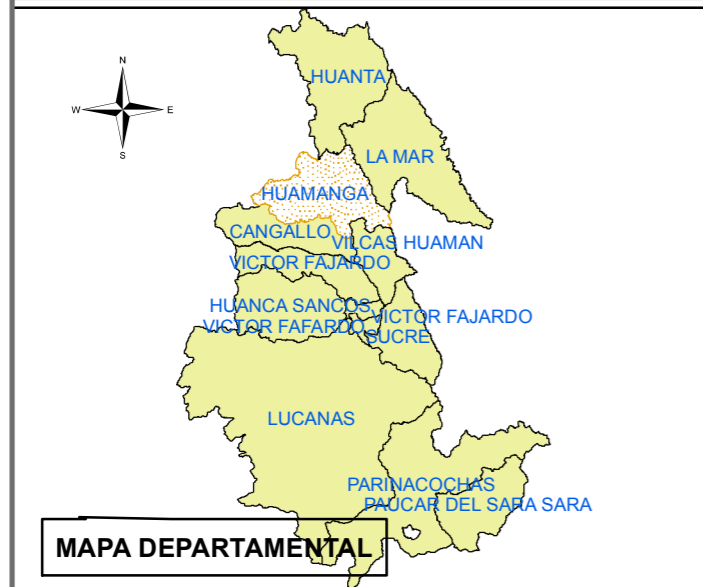 N
W E
S
HUANTA
LA MAR
HUAMANGA
CANGALLO
VILCAS HUAMAN
VICTOR FAJARDO
HUANCA SANCOS
VICTOR FAJARDO
VICTOR FAFARDO
SUCRE
LUCANAS
PARINACOCHAS
PAUCAR DEL SARA SARA
MAPA DEPARTAMENTAL